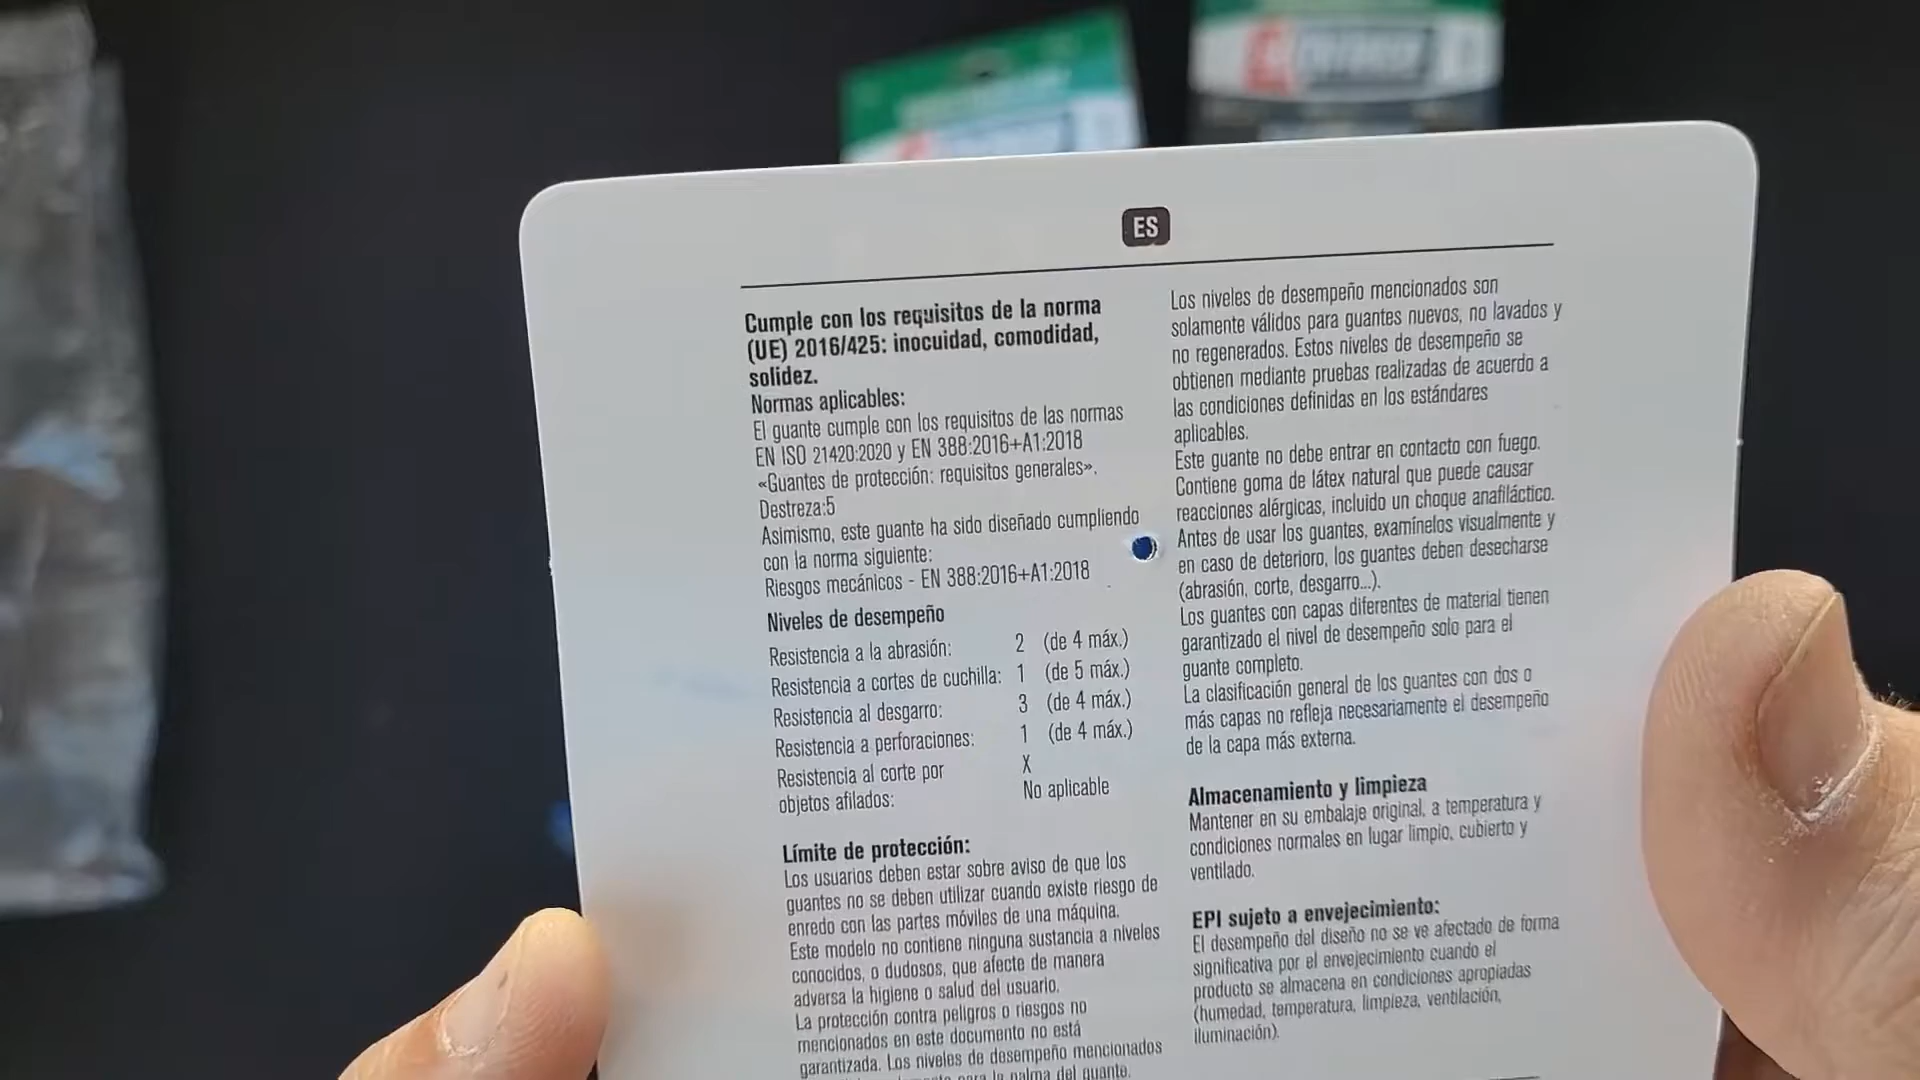 ES
Cumple con los requisitos de la norma
(UE) 2016/425: inocuidad, comodidad,
solidez.
Normas aplicables:
El guante cumple con los requisitos de las normas
EN ISO 21420:2020 y EN 388:2016+A1:2018
«Guantes de protección: requisitos generales».
Destreza:5
Asimismo, este guante ha sido diseñado cumpliendo
con la norma siguiente:
Riesgos mecánicos - EN 388:2016+A1:2018
Niveles de desempeño
Resistencia a la abrasión: 2 (de 4 máx.)
Resistencia a cortes de cuchilla: 1 (de 5 máx.)
Resistencia al desgarro: 3 (de 4 máx.)
Resistencia a perforaciones: 1 (de 4 máx.)
Resistencia al corte por X
objetos afilados: No aplicable
Límite de protección:
Los usuarios deben estar sobre aviso de que los
guantes no se deben utilizar cuando existe riesgo de
enredo con las partes móviles de una máquina.
Este modelo no contiene ninguna sustancia a niveles
conocidos, o dudosos, que afecte de manera
adversa la higiene o salud del usuario.
La protección contra peligros o riesgos no
mencionados en este documento no está
garantizada. Los niveles de desempeño mencionados
para la palma del guante.
Los niveles de desempeño mencionados son
solamente válidos para guantes nuevos, no lavados y
no regenerados. Estos niveles de desempeño se
obtienen mediante pruebas realizadas de acuerdo a
las condiciones definidas en los estándares
aplicables.
Este guante no debe entrar en contacto con fuego.
Contiene goma de látex natural que puede causar
reacciones alérgicas, incluido un choque anafiláctico.
Antes de usar los guantes, examínelos visualmente y
en caso de deterioro, los guantes deben desecharse
(abrasión, corte, desgarro...).
Los guantes con capas diferentes de material tienen
garantizado el nivel de desempeño solo para el
guante completo.
La clasificación general de los guantes con dos o
más capas no refleja necesariamente el desempeño
de la capa más externa.
Almacenamiento y limpieza
Mantener en su embalaje original, a temperatura y
condiciones normales en lugar limpio, cubierto y
ventilado.
EPI sujeto a envejecimiento:
El desempeño del diseño no se ve afectado de forma
significativa por el envejecimiento cuando el
producto se almacena en condiciones apropiadas
(humedad, temperatura, limpieza, ventilación,
iluminación).